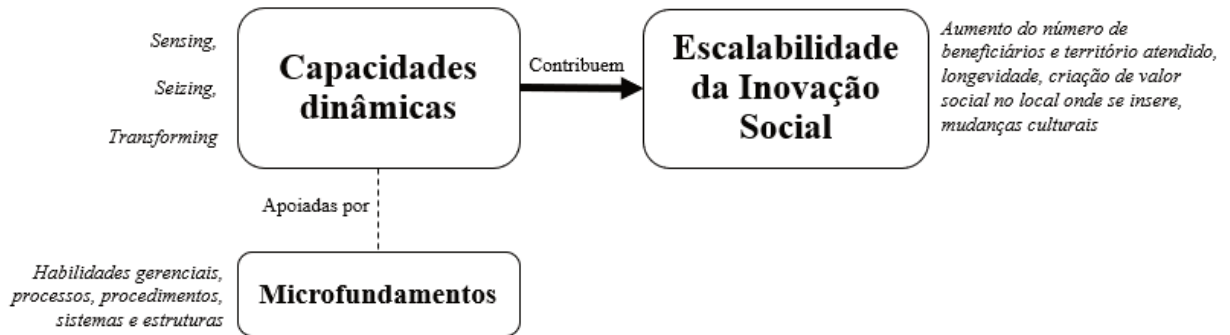 Sensing,
Seizing,
Transforming
Capacidades
dinâmicas
Contribuem
Escalabilidade
da Inovação
Social
Aumento do número de
beneficiários e território atendido,
longevidade, criação de valor
social no local onde se insere,
mudanças culturais
Apoiadas por
Habilidades gerenciais,
processos, procedimentos,
sistemas e estruturas
Microfundamentos